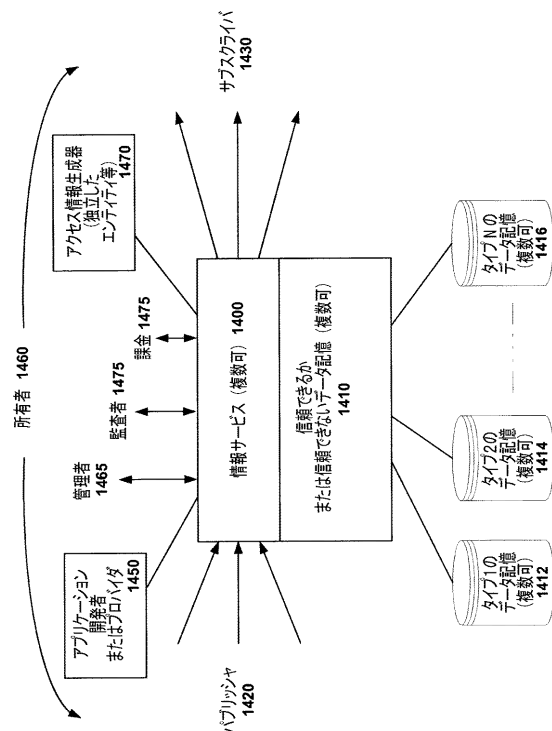 所有者 1460
アプリケーション
開発者
またはプロバイダ
1450
管理者
1465
監査者
1475
課金 1475
アクセス情報生成器
(独立した
エンティティ等)
1470
パブリッシャ
1420
情報サービス(複数可) 1400
信頼できるか
または信頼できないデータ記憶(複数可)
1410
サブスクライバ
1430
タイプ1の
データ記憶
(複数可)
1412
タイプ2の
データ記憶
(複数可)
1414
タイプNの
データ記憶
(複数可)
1416